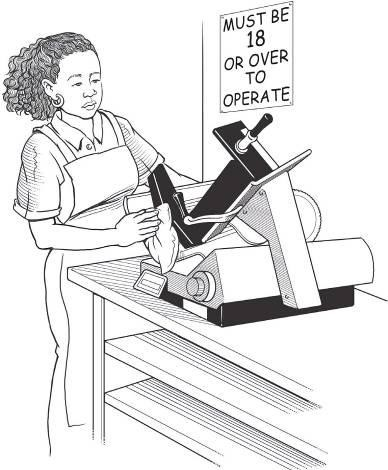 MUST BE
18
OR OVER
TO
OPERATE